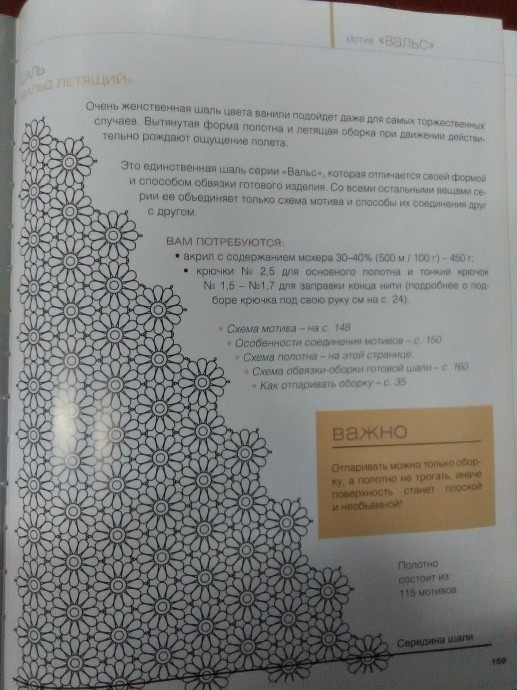 мотив «ВАЛЬС»
ШАЛЬ
«ВАЛЬС ЛЕТЯЩИЙ»
Очень женственная шаль цвета ванили подойдет даже для самых торжественных
случаев. Вытянутая форма полотна и летящая оборка при движении действи-
тельно рождают ощущение полета.
Это единственная шаль серии «Вальс», которая отличается своей формой
и способом обвязки готового изделия. Со всеми остальными вещами се-
рии ее объединяет только схема мотива и способы их соединения друг
с другом.
ВАМ ПОТРЕБУЮТСЯ:
• акрил с содержанием мохера 30–40% (500 м / 100 г) – 450 г;
• крючки № 2,5 для основного полотна и тонкий крючок
№ 1,5 – №1,7 для заправки конца нити (подробнее о под-
боре крючка под свою руку см на с. 24).
• Схема мотива – на с. 148
• Особенности соединения мотивов – с. 150
• Схема полотна – на этой странице.
• Схема обвязки-оборки готовой шали – с. 160
• Как отпаривать оборку – с. 35
важно
Отпаривать можно только обор-
ку, а полотно не трогать, иначе
поверхность станет плоской
и необъемной!
Полотно
состоит из
115 мотивов.
Середина шали
159